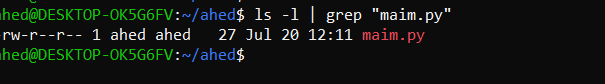 ahed@DESKTOP-OK5G6FV:~/ahed$ ls -l | grep "maim.py"
-rw-r--r-- 1 ahed ahed   27 Jul 20 12:11 maim.py
ahed@DESKTOP-OK5G6FV:~/ahed$